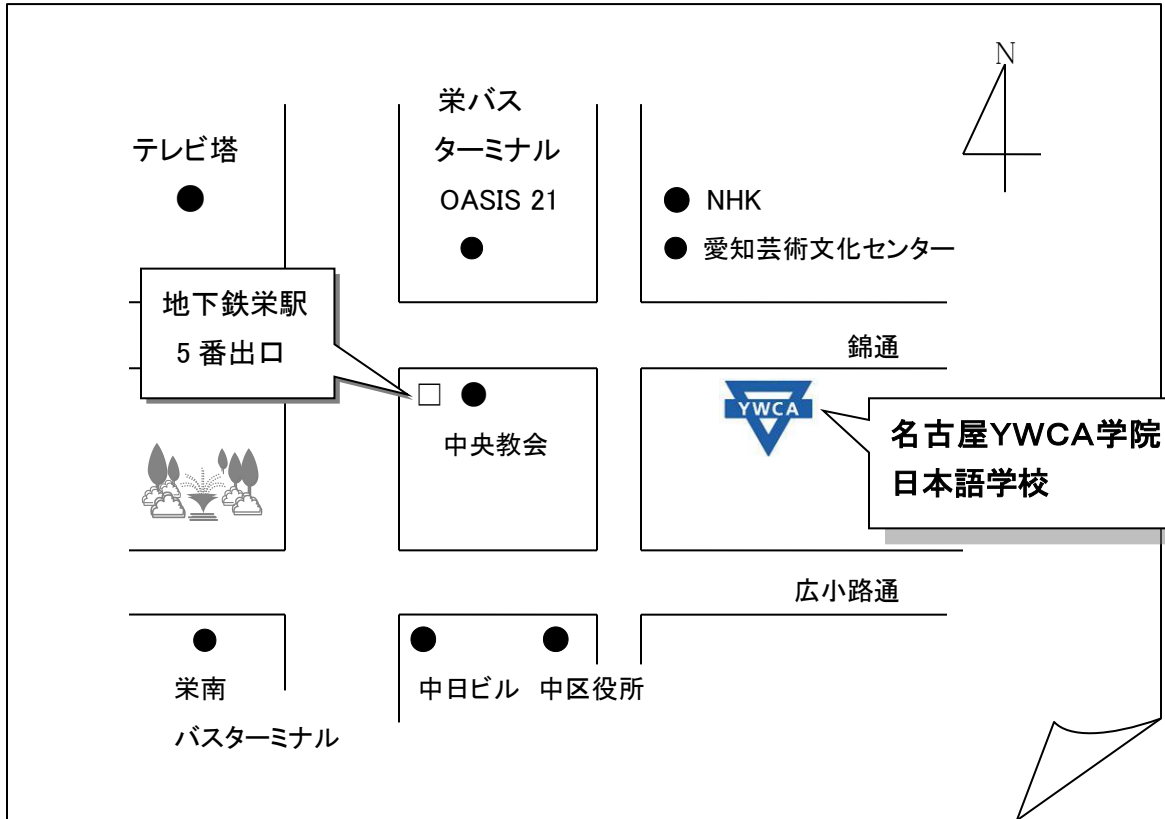 N
栄バス
ターミナル
OASIS 21
テレビ塔
NHK
愛知芸術文化センター
地下鉄栄駅
5番出口
錦通
中央教会
YWCA
名古屋YWCA学院
日本語学校
広小路通
栄南
バスターミナル
中日ビル
中区役所